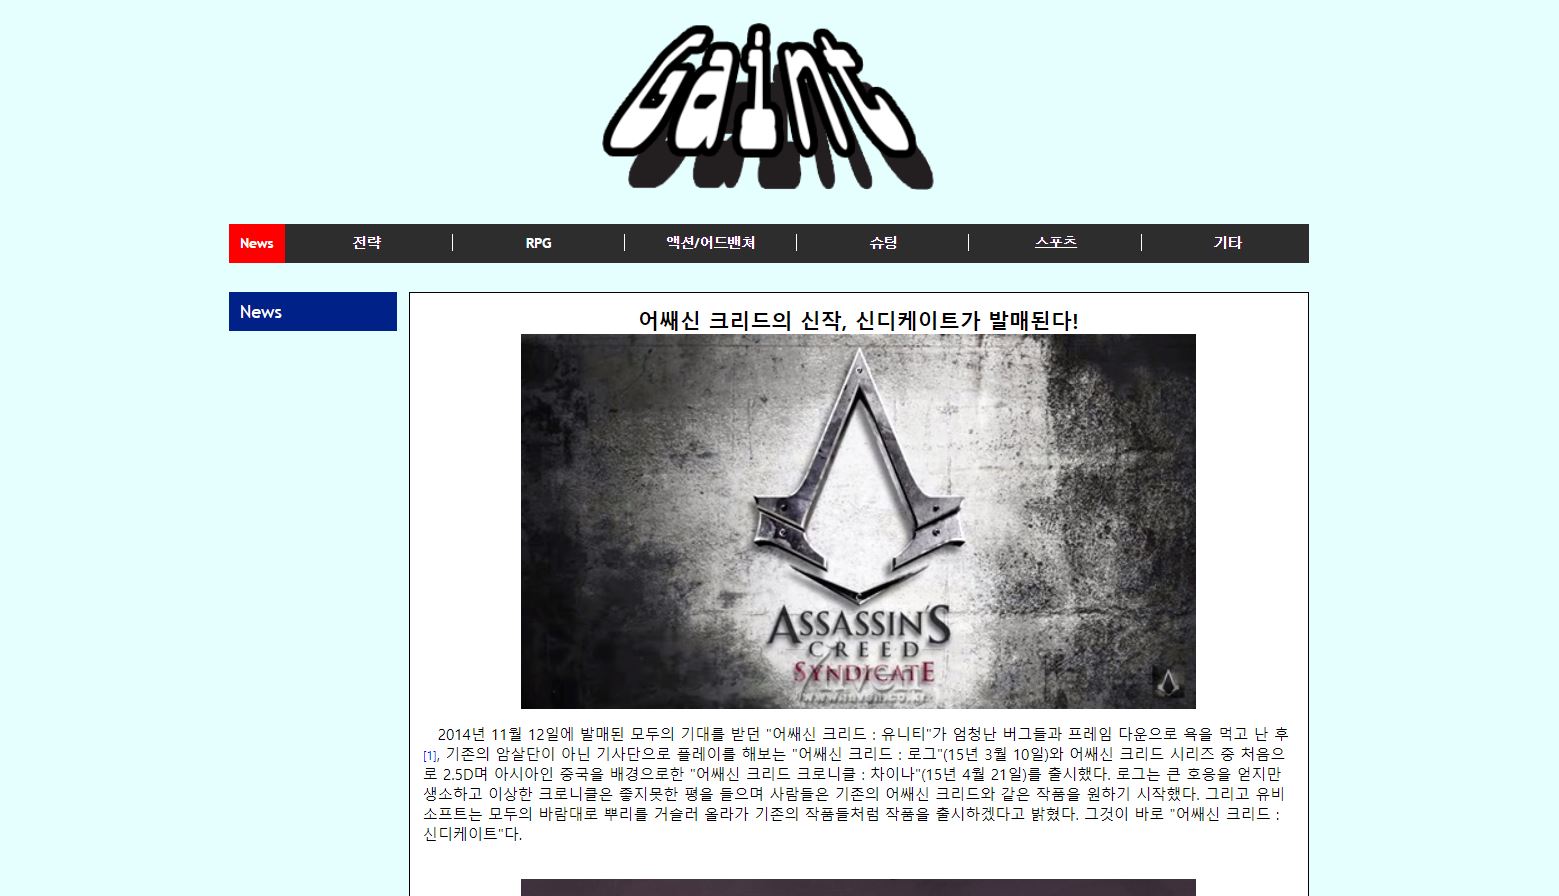 Gaint
News 전략 RPG 액션/어드밴쳐 슈팅 스포츠 기타
News
어쌔신 크리드의 신작, 신디케이트가 발매된다!
ASSASSIN'S
CREED
SYNDICATE
www.inven.co.kr
2014년 11월 12일에 발매된 모두의 기대를 받던 "어쌔신 크리드 : 유니티"가 엄청난 버그들과 프레임 다운으로 욕을 먹고 난 후
[1], 기존의 암살단이 아닌 기사단으로 플레이를 해보는 "어쌔신 크리드 : 로그"(15년 3월 10일)와 어쌔신 크리드 시리즈 중 처음으
로 2.5D며 아시아인 중국을 배경으로한 "어쌔신 크리드 크로니클 : 차이나"(15년 4월 21일)를 출시했다. 로그는 큰 호응을 얻지만
생소하고 이상한 크로니클은 좋지못한 평을 들으며 사람들은 기존의 어쌔신 크리드와 같은 작품을 원하기 시작했다. 그리고 유비
소프트는 모두의 바람대로 뿌리를 거슬러 올라가 기존의 작품들처럼 작품을 출시하겠다고 밝혔다. 그것이 바로 "어쌔신 크리드 :
신디케이트"다.